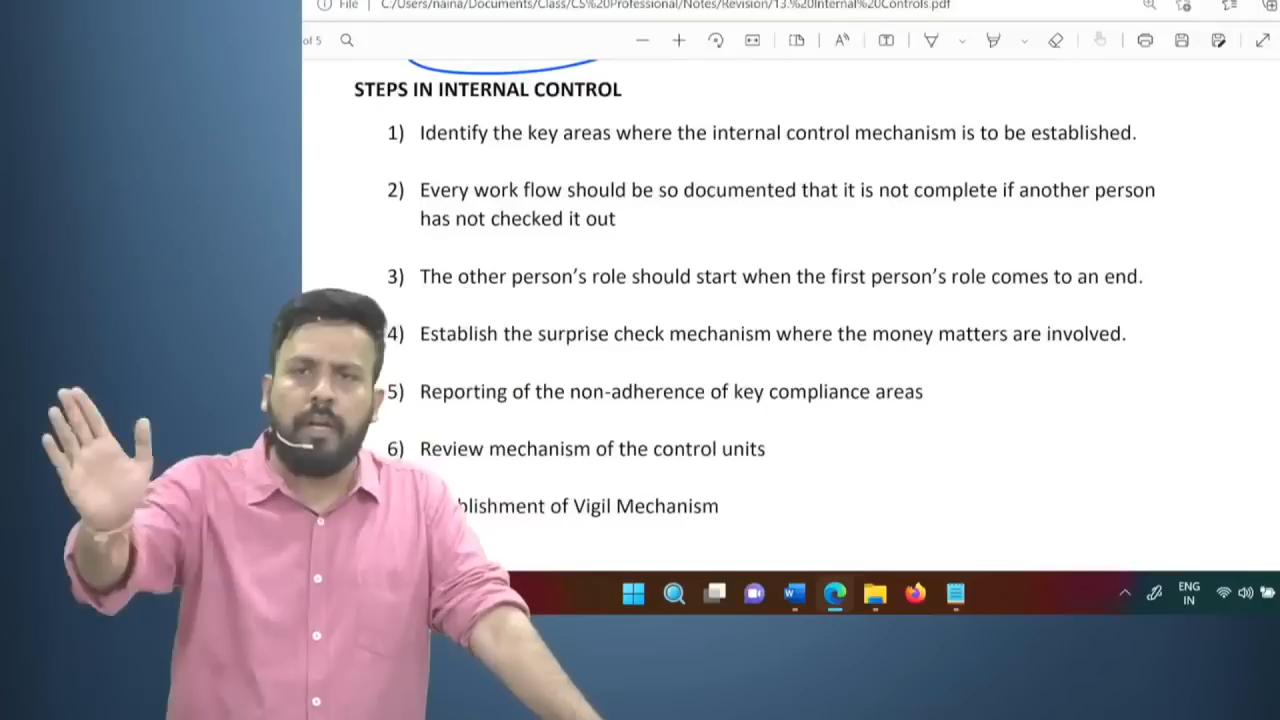 File
C:/Users/naina/Documents/Class/CS%20Professional/Notes/Revision/13.%20Internal%20Controls.pdf
of 5
STEPS IN INTERNAL CONTROL
1) Identify the key areas where the internal control mechanism is to be established.
2) Every work flow should be so documented that it is not complete if another person
has not checked it out
3) The other person’s role should start when the first person’s role comes to an end.
4) Establish the surprise check mechanism where the money matters are involved.
5) Reporting of the non-adherence of key compliance areas
6) Review mechanism of the control units
blishment of Vigil Mechanism
ENG
IN